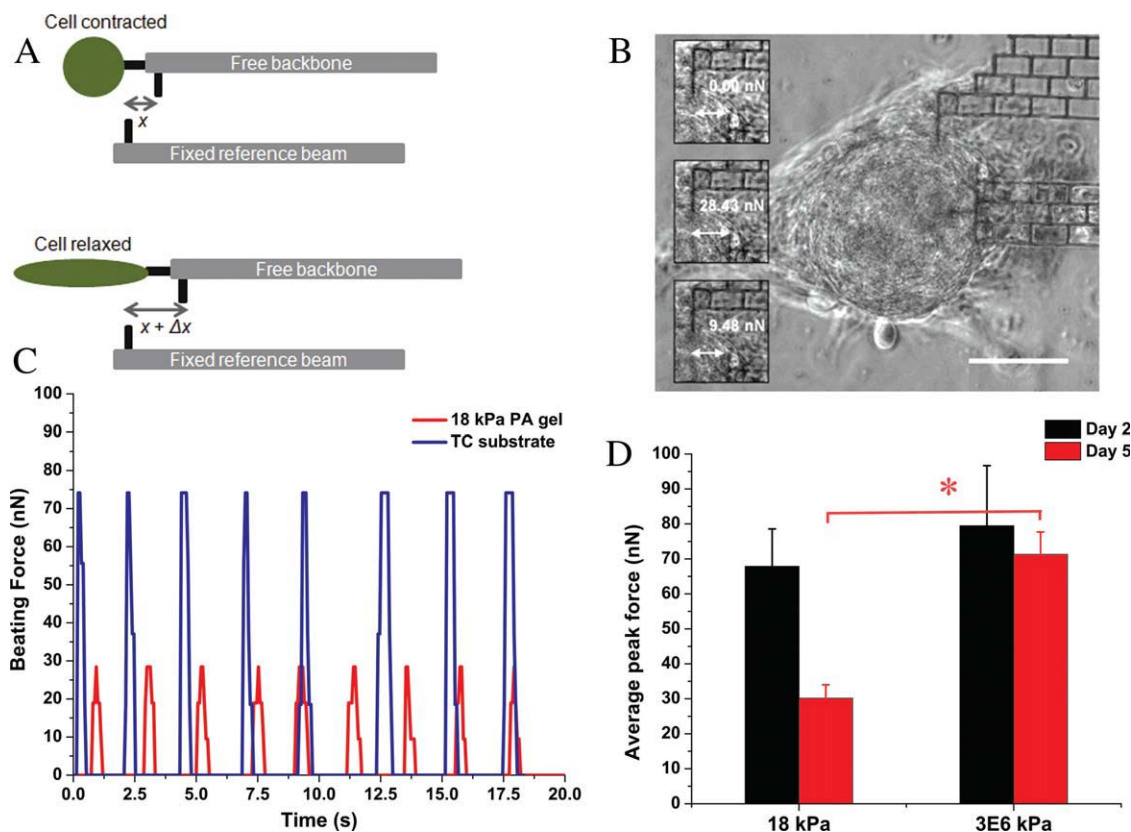 A
Cell contracted
Free backbone
x
Fixed reference beam
Cell relaxed
Free backbone
x + Δx
Fixed reference beam
B
0.00 nN
28.43 nN
9.48 nN
C
100
90
80
70
60
50
40
30
20
10
0
Beating Force (nN)
18 kPa PA gel
TC substrate
0.0
2.5
5.0
7.5
10.0
12.5
15.0
17.5
20.0
Time (s)
D
Day 2
Day 5
100
90
80
70
60
50
40
30
20
10
0
Average peak force (nN)
*
18 kPa
3E6 kPa